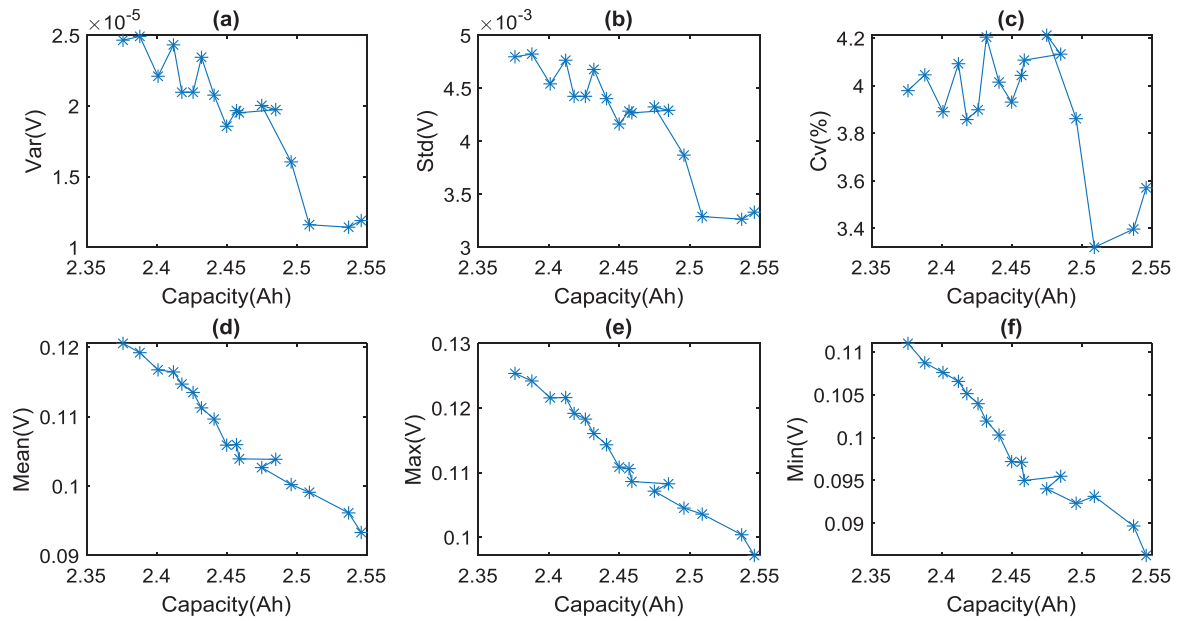 (a)
×10⁻⁵
2.5
2
1.5
1
Var(V)
2.35 2.4 2.45 2.5 2.55
Capacity(Ah)
(b)
×10⁻³
5
4.5
4
3.5
3
Std(V)
2.35 2.4 2.45 2.5 2.55
Capacity(Ah)
(c)
4.2
4
3.8
3.6
3.4
Cv(%)
2.35 2.4 2.45 2.5 2.55
Capacity(Ah)
(d)
0.12
0.11
0.1
0.09
Mean(V)
2.35 2.4 2.45 2.5 2.55
Capacity(Ah)
(e)
0.13
0.12
0.11
0.1
Max(V)
2.35 2.4 2.45 2.5 2.55
Capacity(Ah)
(f)
0.11
0.105
0.1
0.095
0.09
Min(V)
2.35 2.4 2.45 2.5 2.55
Capacity(Ah)